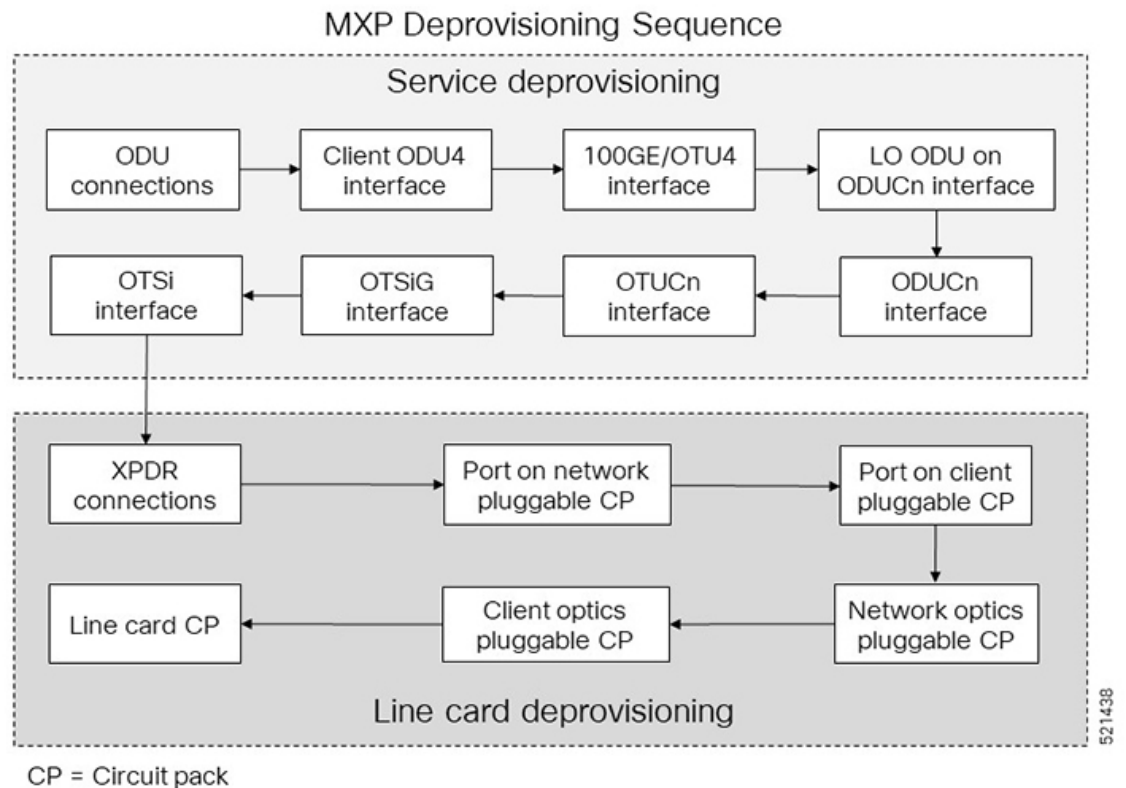 MXP Deprovisioning Sequence
Service deprovisioning
ODU
connections
Client ODU4
interface
100GE/OTU4
interface
LO ODU on
ODUCn interface
ODUCn
interface
OTUCn
interface
OTSiG
interface
OTSi
interface
XPDR
connections
Port on network
pluggable CP
Port on client
pluggable CP
Network optics
pluggable CP
Client optics
pluggable CP
Line card CP
Line card deprovisioning
521438
CP = Circuit pack